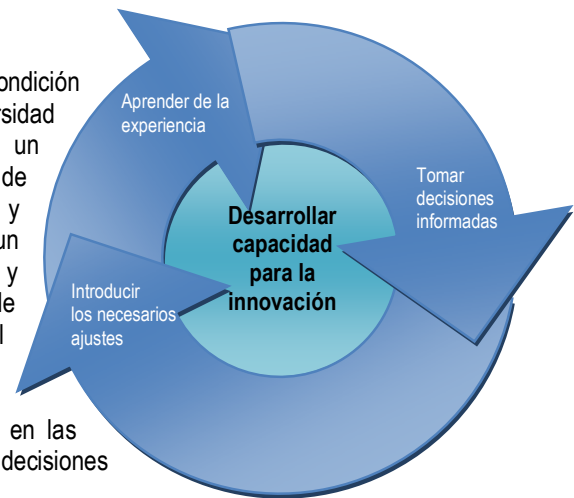 ondición
rsidad
un
de
y
un
y
de
l
en las
decisiones
Aprender de la
experiencia
Tomar
decisiones
informadas
Desarrollar
capacidad
para la
innovación
Introducir
los necesarios
ajustes